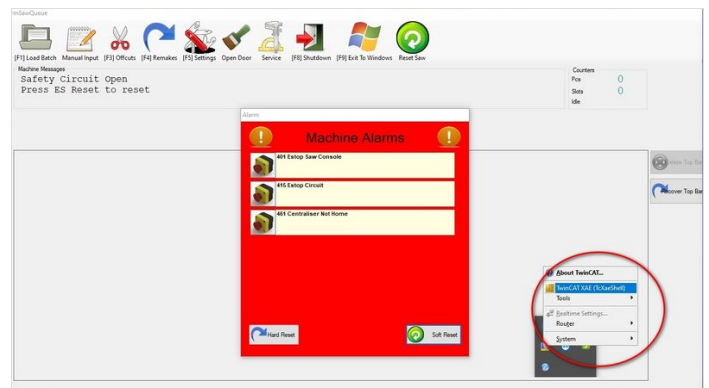 rmSawQueue
[F1] Load Batch Manual Input [F3] Offcuts [F4] Remakes [F5] Settings Open Door Service [F8] Shutdown [F9] Exit To Windows Reset Saw
Machine Messages
Safety Circuit Open
Press ES Reset to reset
Counters
Pcs 0
Slots 0
Idle
Alarm
Machine Alarms
401 Estop Saw Console
415 Estop Circuit
461 Centraliser Not Home
Hard Reset
Soft Reset
Top Bar
Recover Top Bar
About TwinCAT...
TwinCAT XAE (TcXaeShell)
Tools
Realtime Settings...
Router
System